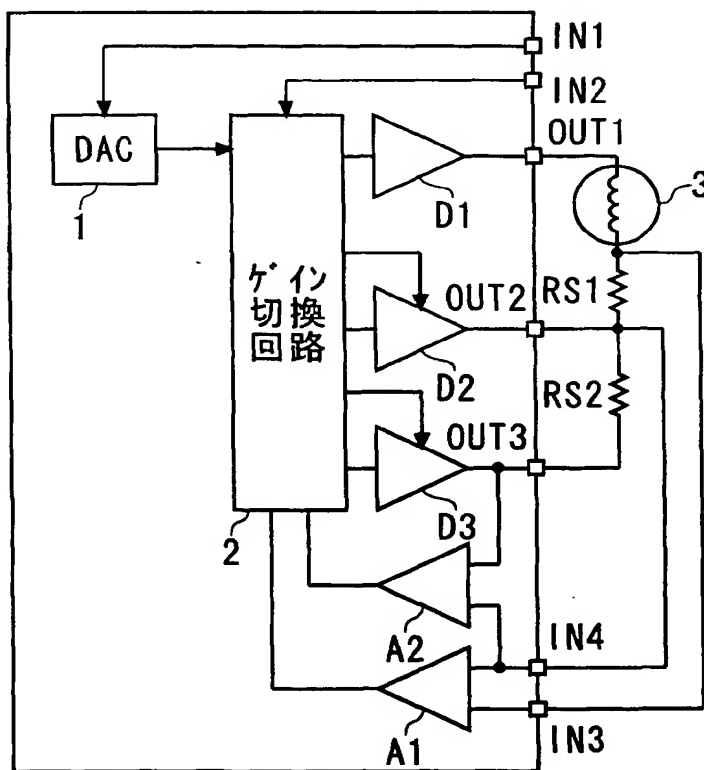 IN1
IN2
OUT1
DAC
1
D1
3
ゲイン
切換
回路
OUT2
RS1
D2
RS2
OUT3
D3
2
A2
IN4
A1
IN3